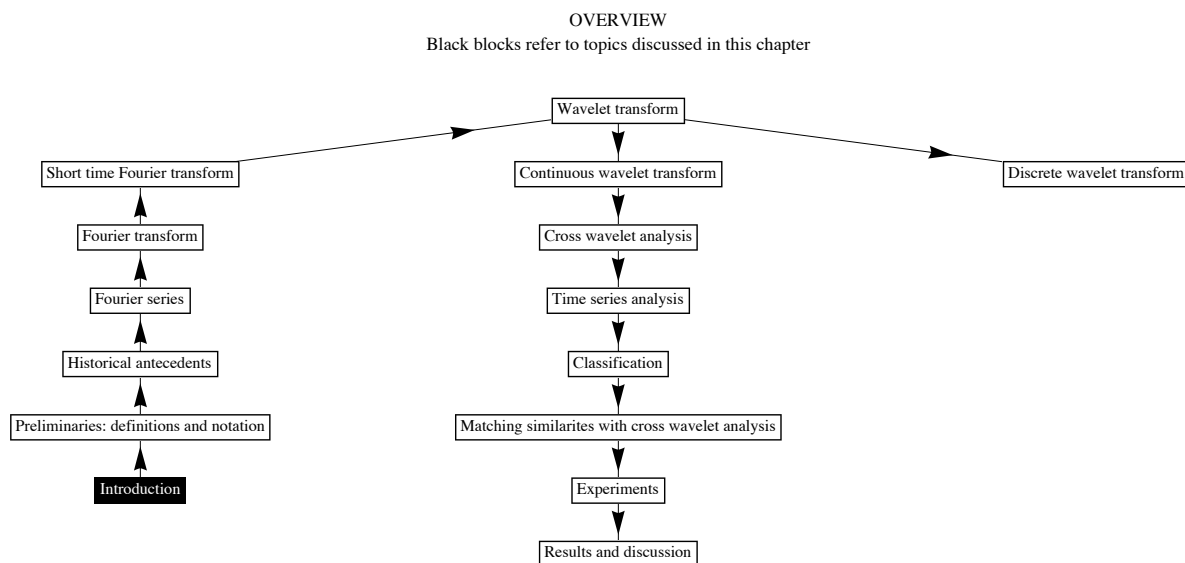 OVERVIEW
Black blocks refer to topics discussed in this chapter
Wavelet transform
Short time Fourier transform
Continuous wavelet transform
Discrete wavelet transform
Fourier transform
Cross wavelet analysis
Fourier series
Time series analysis
Historical antecedents
Classification
Preliminaries: definitions and notation
Matching similarites with cross wavelet analysis
Introduction
Experiments
Results and discussion